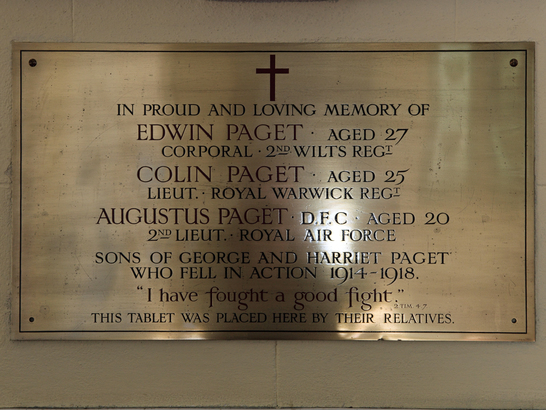 IN PROUD AND LOVING MEMORY OF
EDWIN PAGET · AGED 27
CORPORAL · 2ND WILTS REGT
COLIN PAGET · AGED 25
LIEUT. · ROYAL WARWICK REGT
AUGUSTUS PAGET · D.F.C · AGED 20
2ND LIEUT. · ROYAL AIR FORCE
SONS OF GEORGE AND HARRIET PAGET
WHO FELL IN ACTION 1914-1918.
"I have fought a good fight."
2 TIM. 4.7
THIS TABLET WAS PLACED HERE BY THEIR RELATIVES.